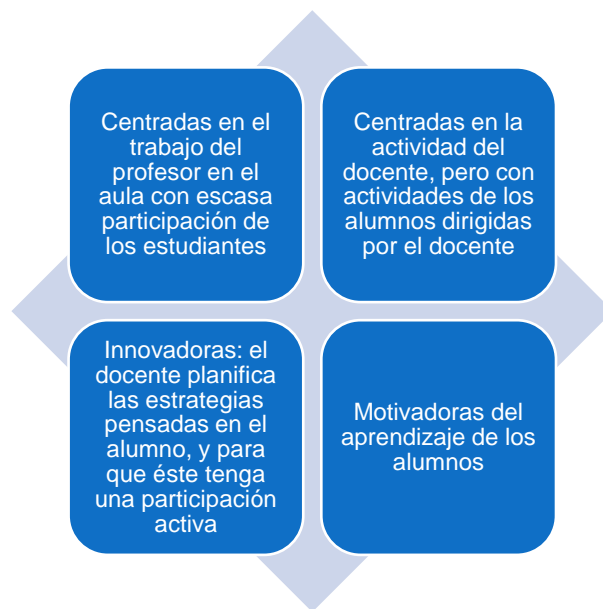 Centradas en el
trabajo del
profesor en el
aula con escasa
participación de
los estudiantes
Centradas en la
actividad del
docente, pero con
actividades de los
alumnos dirigidas
por el docente
Innovadoras: el
docente planifica
las estrategias
pensadas en el
alumno, y para
que éste tenga
una participación
activa
Motivadoras del
aprendizaje de los
alumnos